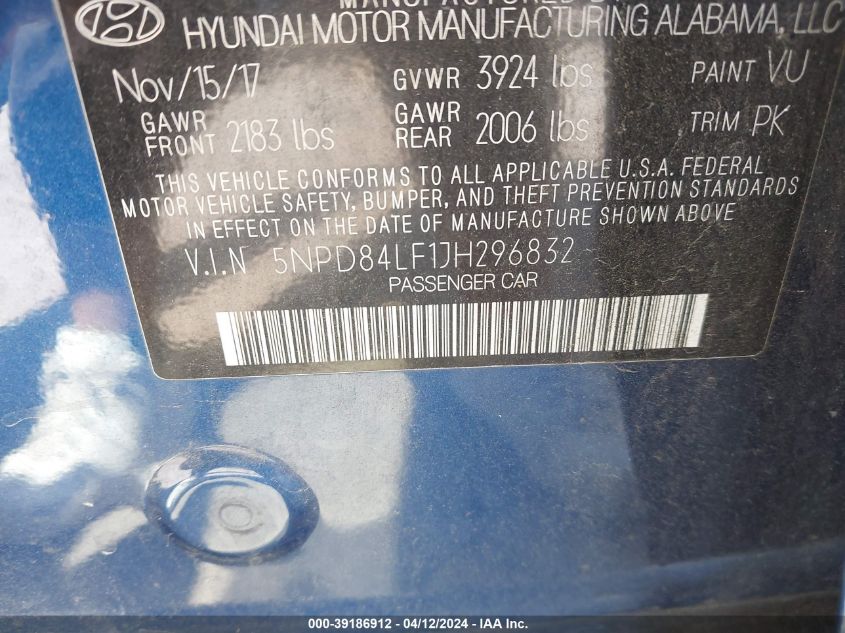 HYUNDAI MOTOR MANUFACTURING ALABAMA, LLC
Nov/15/17 GVWR 3924 lbs PAINT VU
GAWR FRONT 2183 lbs GAWR REAR 2006 lbs TRIM PK
THIS VEHICLE CONFORMS TO ALL APPLICABLE U.S.A. FEDERAL
MOTOR VEHICLE SAFETY, BUMPER, AND THEFT PREVENTION STANDARDS
IN EFFECT ON THE DATE OF MANUFACTURE SHOWN ABOVE
V.I.N 5NPD84LF1JH296832
PASSENGER CAR
000-39186912 - 04/12/2024 - IAA Inc.